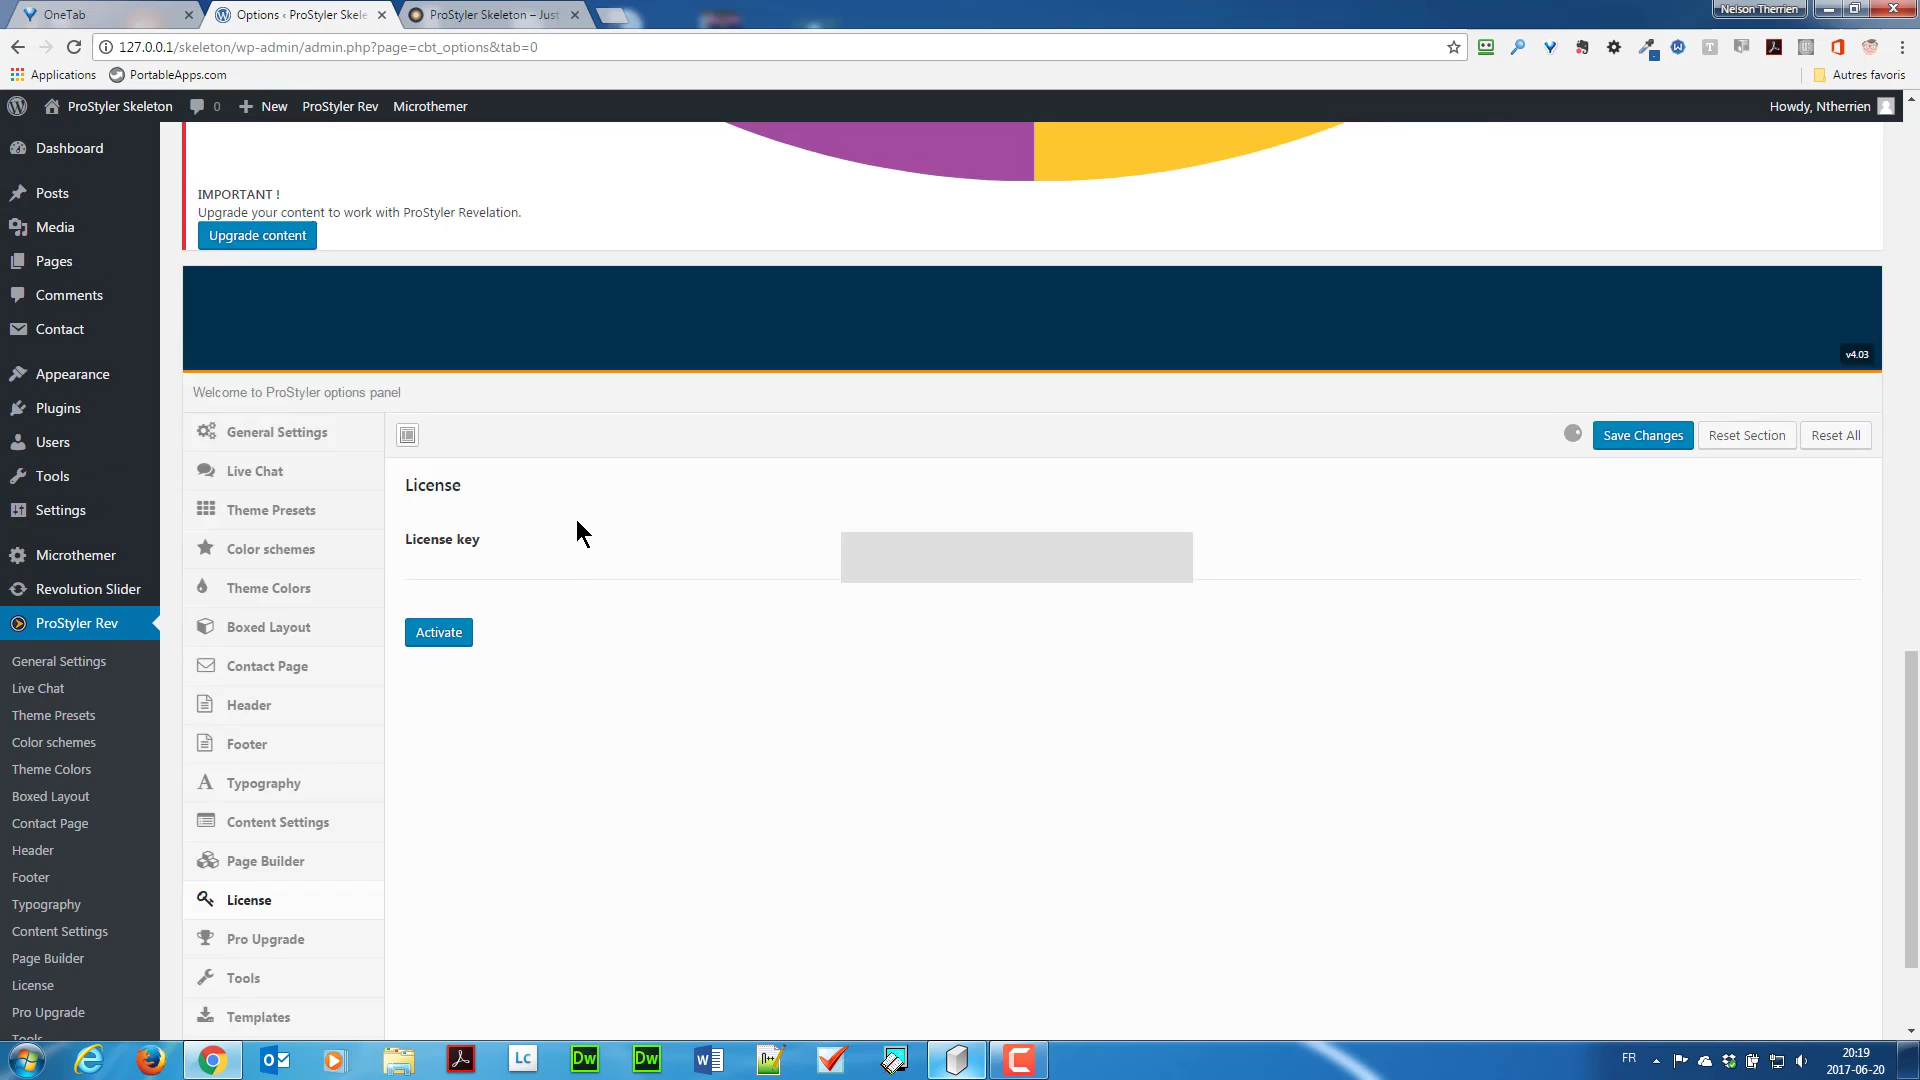 OneTab
Options ‹ ProStyler Skele
ProStyler Skeleton – Just
Nelson Therrien
127.0.0.1/skeleton/wp-admin/admin.php?page=cbt_options&tab=0
Applications
PortableApps.com
Autres favoris
ProStyler Skeleton
0
New
ProStyler Rev
Microthemer
Howdy, Ntherrien
Dashboard
Posts
Media
Pages
Comments
Contact
Appearance
Plugins
Users
Tools
Settings
Microthemer
Revolution Slider
ProStyler Rev
General Settings
Live Chat
Theme Presets
Color schemes
Theme Colors
Boxed Layout
Contact Page
Header
Footer
Typography
Content Settings
Page Builder
License
Pro Upgrade
Tools
IMPORTANT !
Upgrade your content to work with ProStyler Revelation.
Upgrade content
v4.03
Welcome to ProStyler options panel
General Settings
Live Chat
Theme Presets
Color schemes
Theme Colors
Boxed Layout
Contact Page
Header
Footer
Typography
Content Settings
Page Builder
License
Pro Upgrade
Tools
Templates
Save Changes
Reset Section
Reset All
License
License key
Activate
Lc
Dw
Dw
FR
20:19
2017-06-20